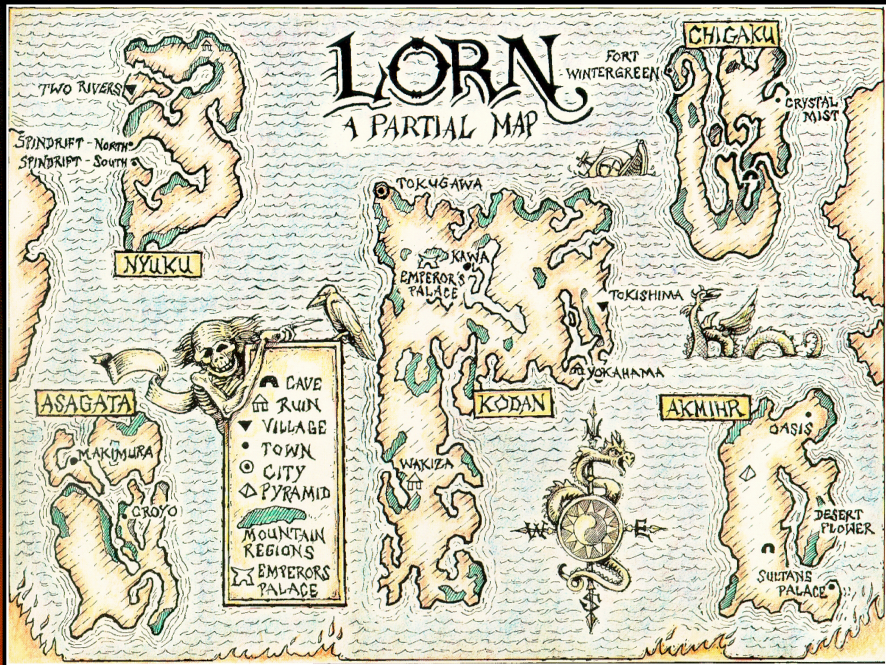 LORN
A PARTIAL MAP
CHIGAKU
FORT
WINTERGREEN
CRYSTAL
MIST
TWO RIVERS
SPINDRIFT - NORTH
SPINDRIFT - SOUTH
NYUKU
TOKUGAWA
KAWA
EMPEROR'S
PALACE
TOKISHIMA
YOKAHAMA
KODAN
WAKIZA
ASAGATA
MAKIMURA
OROYO
CAVE
RUIN
VILLAGE
TOWN
CITY
PYRAMID
MOUNTAIN
REGIONS
EMPERORS
PALACE
N
W
E
S
AKMIHR
OASIS
DESERT
FLOWER
SULTANS
PALACE